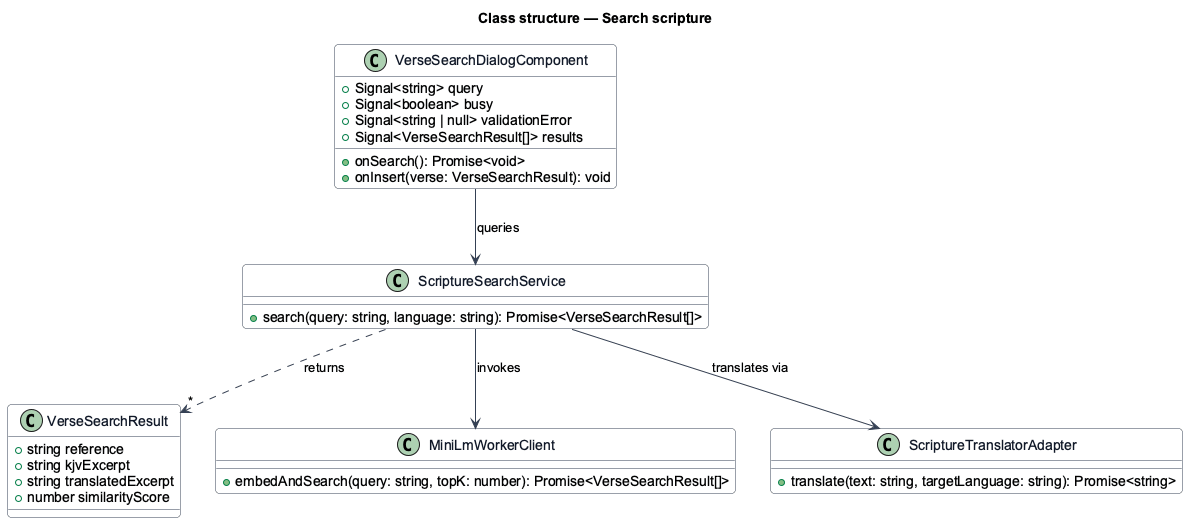 Class structure — Search scripture
C VerseSearchDialogComponent
Signal<string> query
Signal<boolean> busy
Signal<string | null> validationError
Signal<VerseSearchResult[]> results
onSearch(): Promise<void>
onInsert(verse: VerseSearchResult): void
queries
C ScriptureSearchService
search(query: string, language: string): Promise<VerseSearchResult[]>
returns
invokes
translates via
*
C VerseSearchResult
string reference
string kjvExcerpt
string translatedExcerpt
number similarityScore
C MiniLmWorkerClient
embedAndSearch(query: string, topK: number): Promise<VerseSearchResult[]>
C ScriptureTranslatorAdapter
translate(text: string, targetLanguage: string): Promise<string>